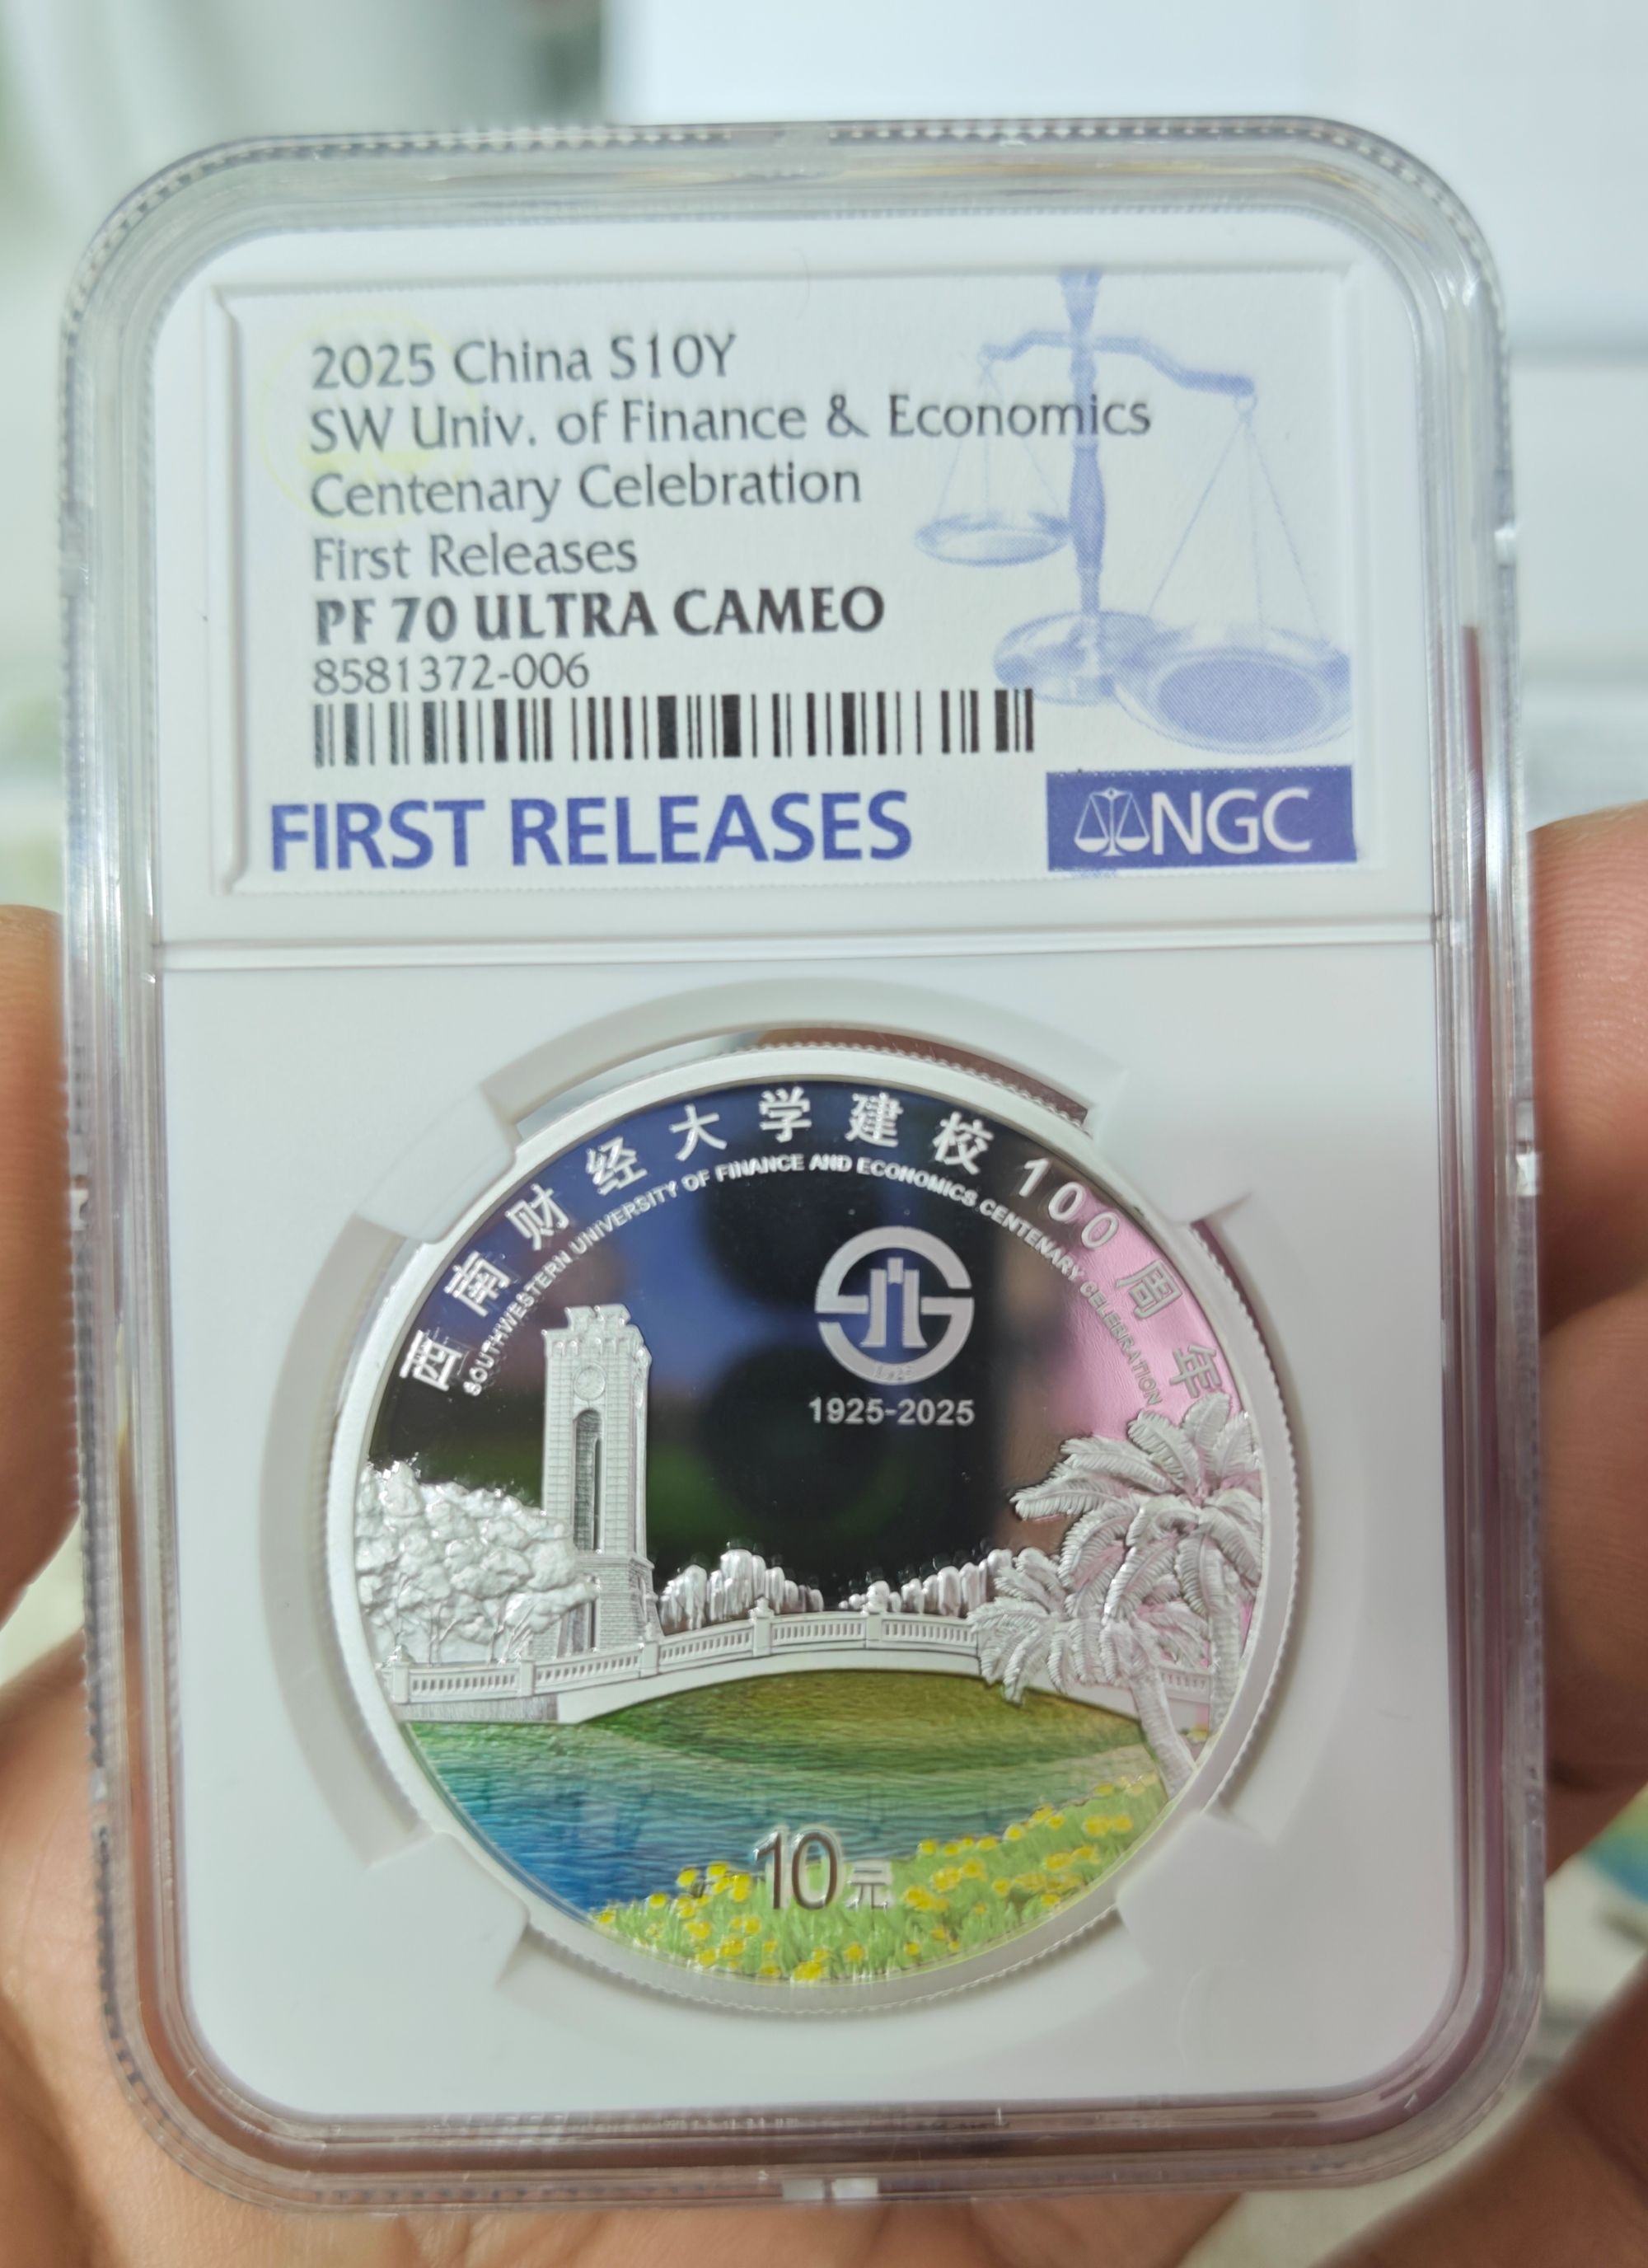 2025 China S10Y
SW Univ. of Finance & Economics
Centenary Celebration
First Releases
PF 70 ULTRA CAMEO
8581372-006
FIRST RELEASES
NGC
西南财经大学建校100周年
SOUTHWESTERN UNIVERSITY OF FINANCE AND ECONOMICS CENTENARY CELEBRATION
1925
1925-2025
10元